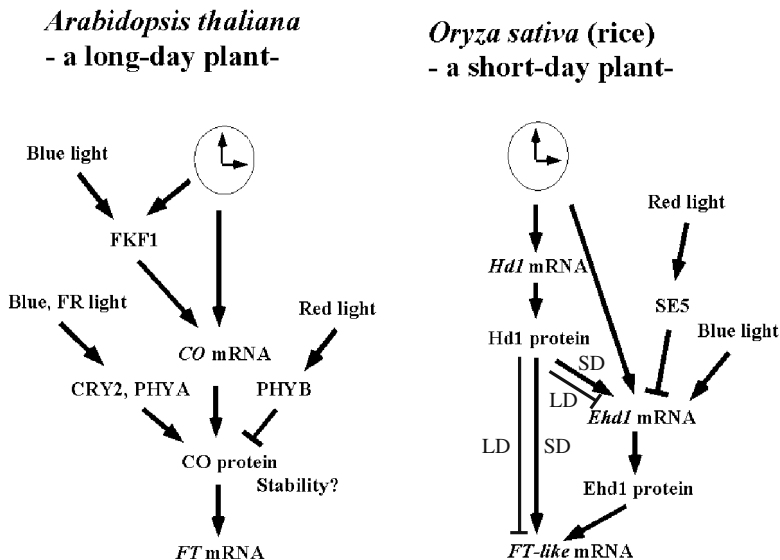 Arabidopsis thaliana
- a long-day plant-
Blue light
FKF1
Blue, FR light
Red light
CO mRNA
CRY2, PHYA
PHYB
CO protein
Stability?
FT mRNA
Oryza sativa (rice)
- a short-day plant-
Red light
Hd1 mRNA
SE5
Hd1 protein
Blue light
SD
LD
Ehd1 mRNA
LD
SD
Ehd1 protein
FT-like mRNA